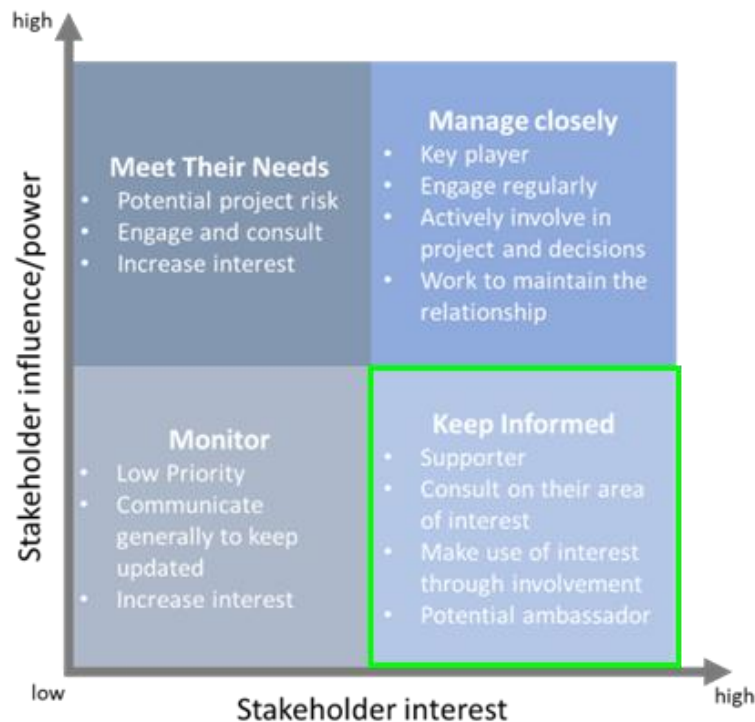 high
Stakeholder influence/power
Meet Their Needs
• Potential project risk
• Engage and consult
• Increase interest
Manage closely
• Key player
• Engage regularly
• Actively involve in
project and decisions
• Work to maintain the
relationship
Monitor
• Low Priority
• Communicate
generally to keep
updated
• Increase interest
Keep Informed
• Supporter
• Consult on their area
of interest
• Make use of interest
through involvement
• Potential ambassador
low
Stakeholder interest
high